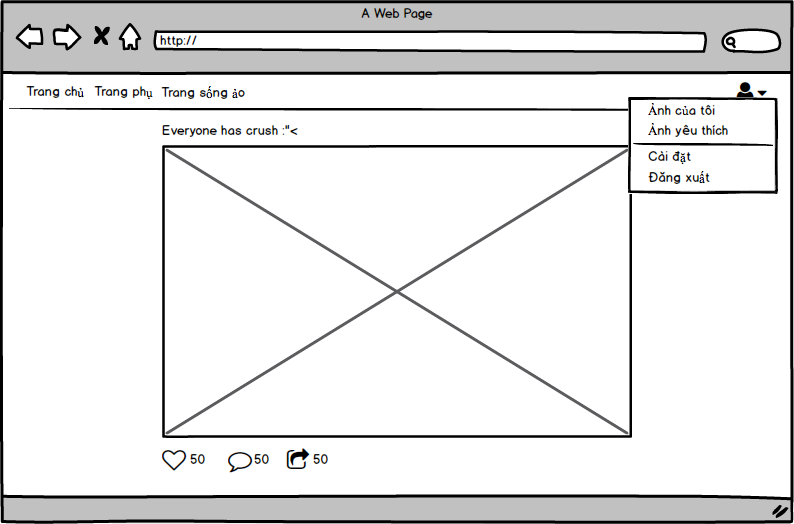 A Web Page
http://
Trang chủ Trang phụ Trang sống ảo
Ảnh của tôi
Ảnh yêu thích
Cài đặt
Đăng xuất
Everyone has crush :"<
50 50 50